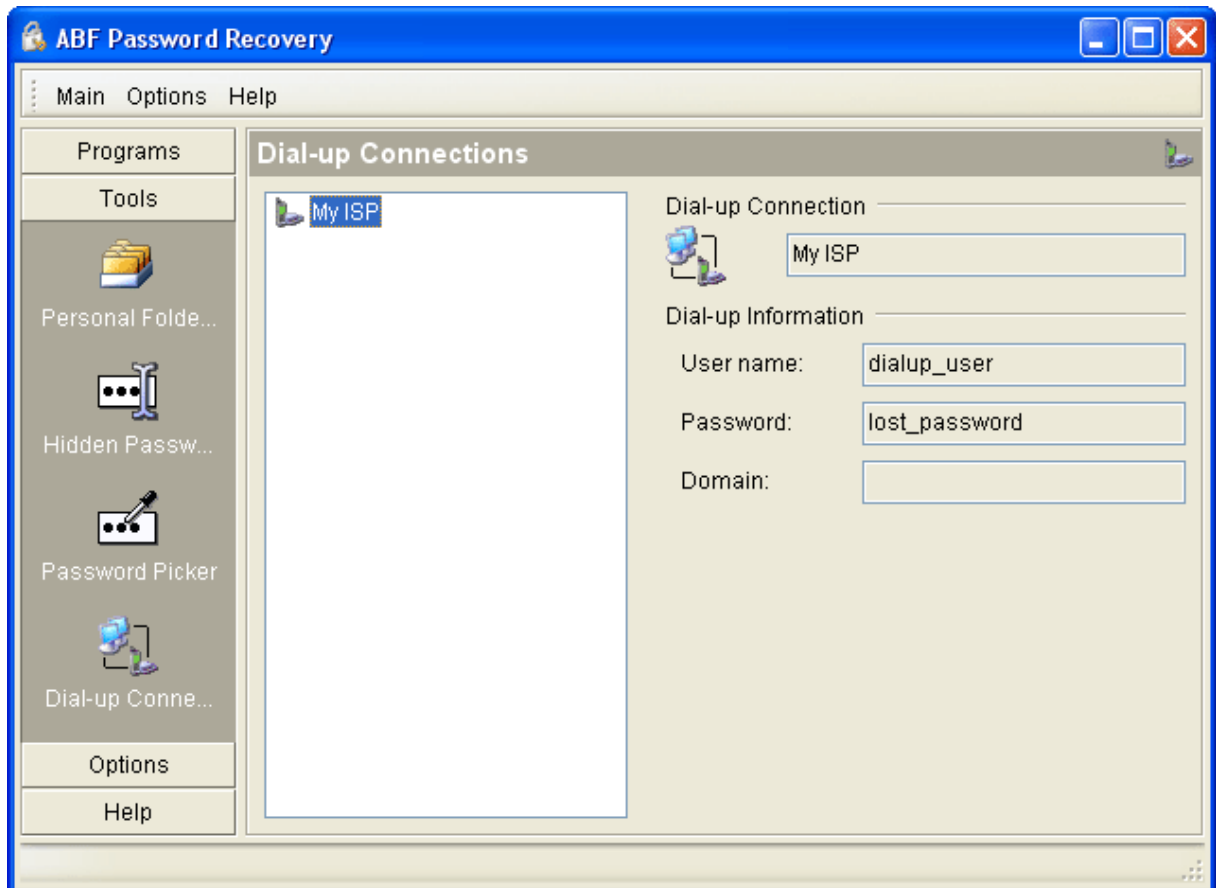 ABF Password Recovery
Main Options Help
Programs
Tools
Personal Folde...
Hidden Passw...
Password Picker
Dial-up Conne...
Options
Help
Dial-up Connections
My ISP
Dial-up Connection
My ISP
Dial-up Information
User name: dialup_user
Password: lost_password
Domain: